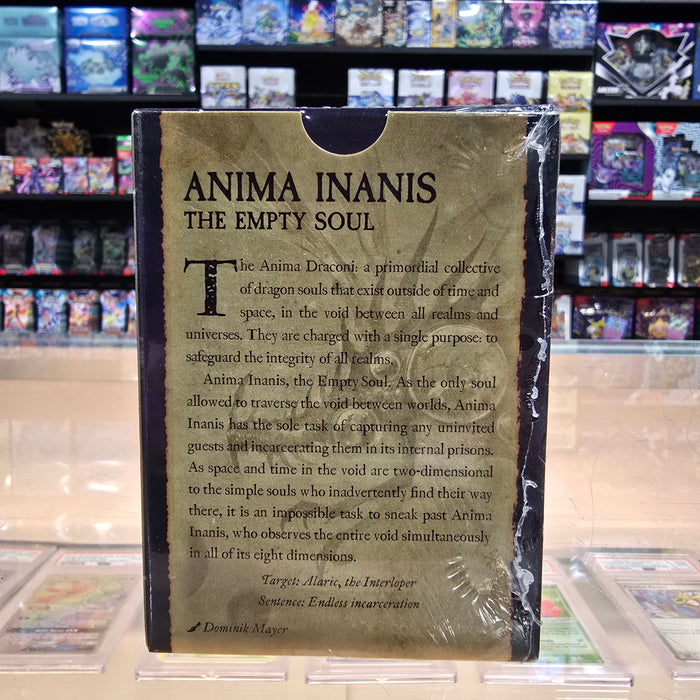 ANIMA INANIS
THE EMPTY SOUL
The Anima Draconi: a primordial collective
of dragon souls that exist outside of time and
space, in the void between all realms and
universes. They are charged with a single purpose: to
safeguard the integrity of all realms.
Anima Inanis, the Empty Soul. As the only soul
allowed to traverse the void between worlds, Anima
Inanis has the sole task of capturing any uninvited
guests and incarcerating them in its internal prisons.
As space and time in the void are two-dimensional
to the simple souls who inadvertently find their way
there, it is an impossible task to sneak past Anima
Inanis, who observes the entire void simultaneously
in all of its eight dimensions.
Target: Alaric, the Interloper
Sentence: Endless incarceration
Dominik Mayer